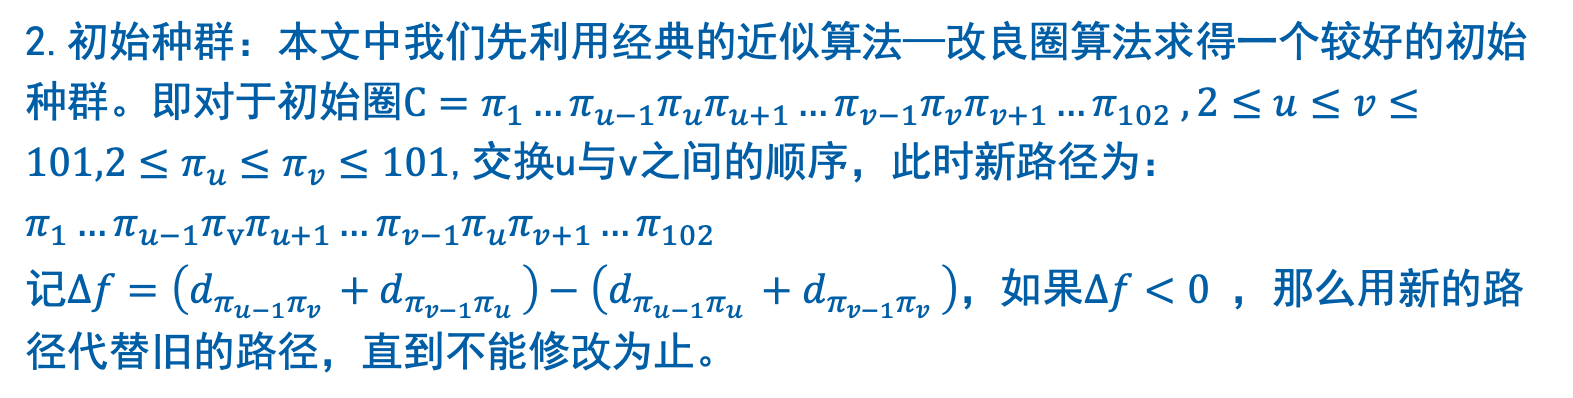 2. 初始种群：本文中我们先利用经典的近似算法—改良圈算法求得一个较好的初始
种群。即对于初始圈C = π₁ … π_{u−1}π_uπ_{u+1} … π_{v−1}π_vπ_{v+1} … π₁₀₂ , 2 ≤ u ≤ v ≤
101,2 ≤ π_u ≤ π_v ≤ 101, 交换u与v之间的顺序，此时新路径为：
π₁ … π_{u−1}π_vπ_{u+1} … π_{v−1}π_uπ_{v+1} … π₁₀₂
记Δf = (d_{π_{u−1}π_v} + d_{π_{v−1}π_u}) − (d_{π_{u−1}π_u} + d_{π_{v−1}π_v})，如果Δf < 0 ，那么用新的路
径代替旧的路径，直到不能修改为止。